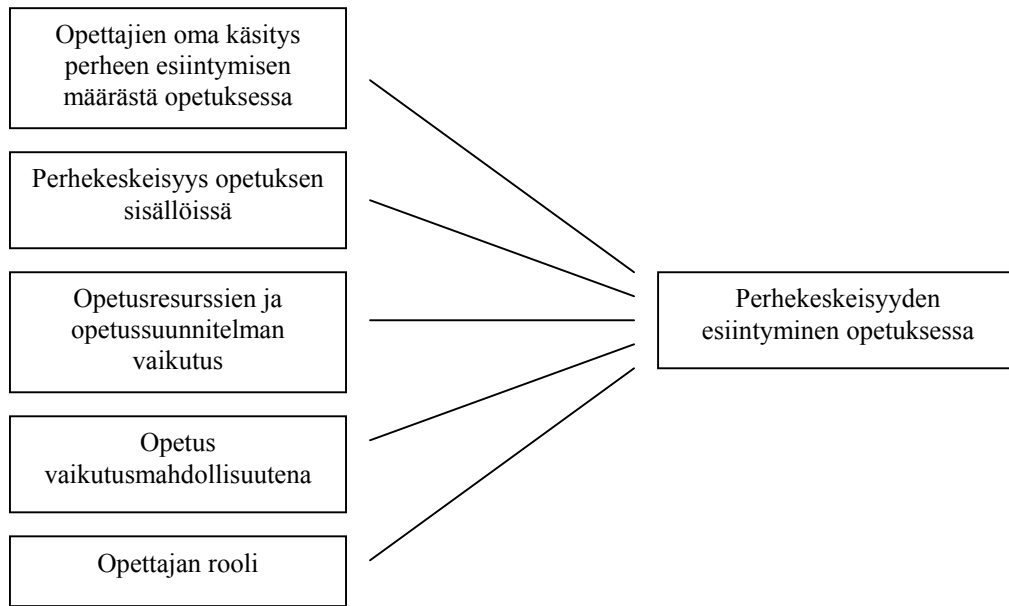 Opettajien oma käsitys
perheen esiintymisen
määrästä opetuksessa
Perhekeskeisyys opetuksen
sisällöissä
Opetusresurssien ja
opetussuunnitelman
vaikutus
Opetus
vaikutusmahdollisuutena
Opettajan rooli
Perhekeskeisyyden
esiintyminen opetuksessa